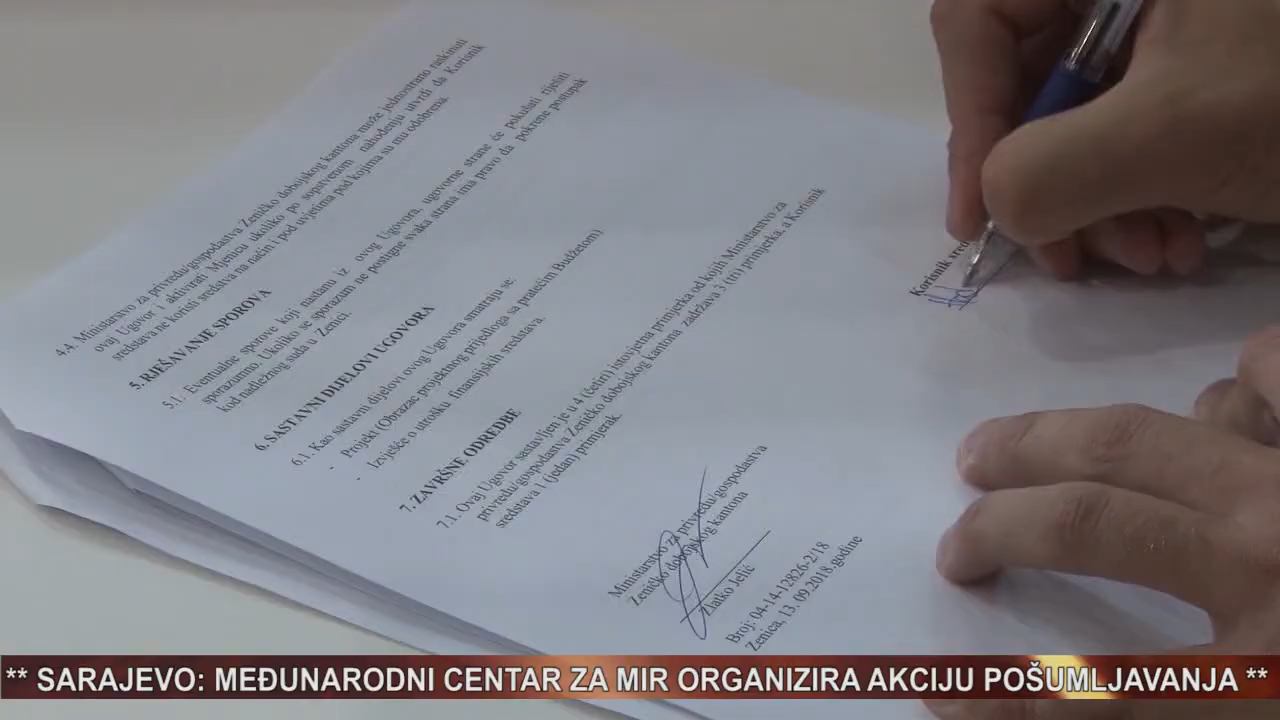 4.4. Ministarstvo za privredu/gospodastva Zeničko dobojskog kantona može jednostrano raskinuti
ovaj Ugovor i aktivirati Mjenicu ukoliko po sopstvenom nahođenju utvrdi da Korisnik
sredstava ne koristi sredstva na način i pod uvjetima pod kojima su mu odobrena.
5. RJEŠAVANJE SPOROVA
5.1. Eventualne sporove koji nastanu iz ovog Ugovora, ugovorne strane će pokušati riješiti
sporazumno. Ukoliko se sporazum ne postigne svaka strana ima pravo da pokrene postupak
kod nadležnog suda u Zenici.
6. SASTAVNI DIJELOVI UGOVORA
6.1. Kao sastavni dijelovi ovog Ugovora smatraju se:
- Projekt (Obrazac projektnog prijedloga sa pratećim Budžetom)
- Izvješće o utrošku finansijskih sredstava.
7. ZAVRŠNE ODREDBE
7.1. Ovaj Ugovor sastavljen je u 4 (četiri) istovjetna primjerka od kojih Ministarstvo za
privredu/gospodastva Zeničko dobojskog kantona zadržava 3 (tri) primjerka, a Korisnik
sredstava 1 (jedan) primjerak.
Ministarstvo za privredu/gospodastva
Zeničko dobojskog kantona
Zlatko Jelić
Broj: 04-14-12826-2/18
Zenica, 13. 09.2018. godine
Korisnik
** SARAJEVO: MEĐUNARODNI CENTAR ZA MIR ORGANIZIRA AKCIJU POŠUMLJAVANJA **